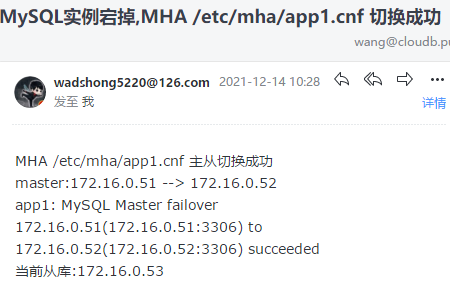 MySQL实例宕掉,MHA /etc/mha/app1.cnf 切换成功
wang@cloudb.pu
wadshong5220@126.com 2021-12-14 10:28
发至 我 详情
MHA /etc/mha/app1.cnf 主从切换成功
master:172.16.0.51 --> 172.16.0.52
app1: MySQL Master failover
172.16.0.51(172.16.0.51:3306) to
172.16.0.52(172.16.0.52:3306) succeeded
当前从库:172.16.0.53